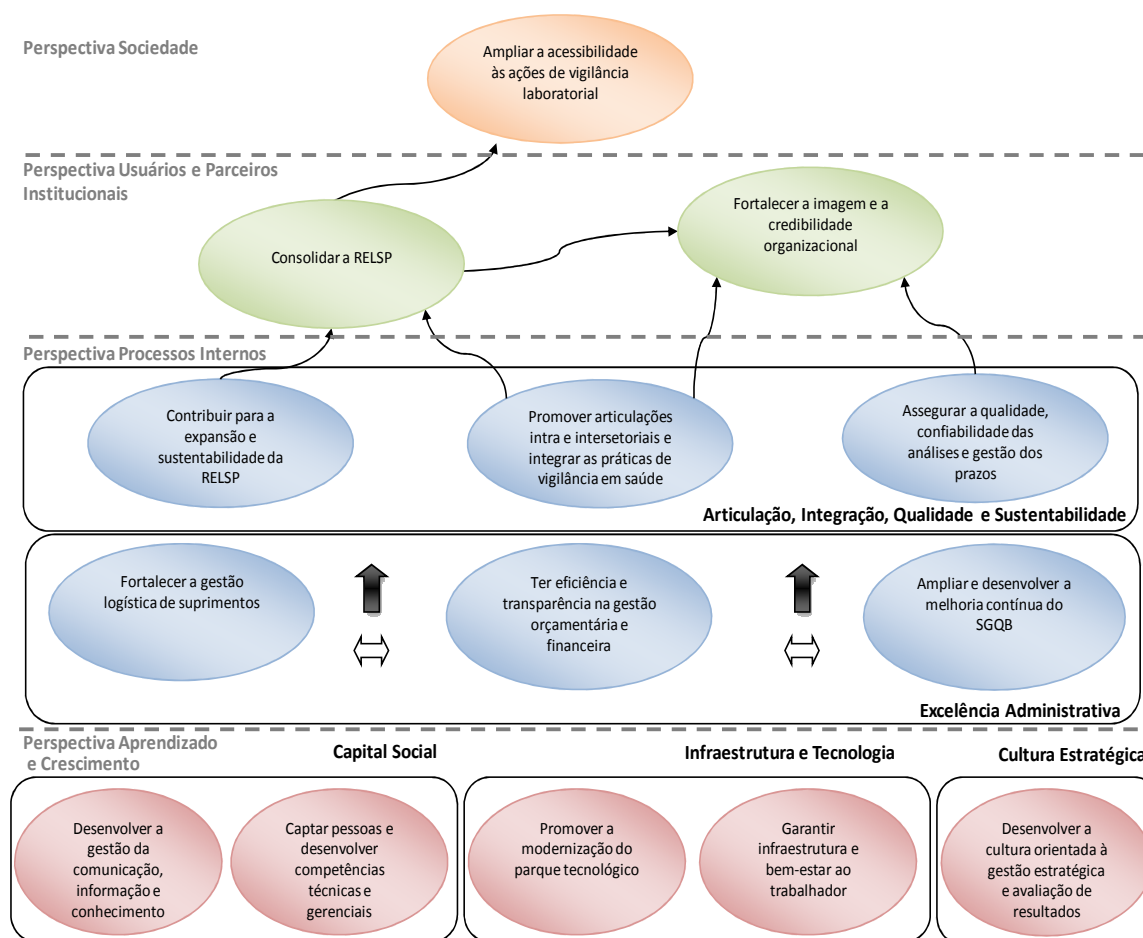 Perspectiva Sociedade
Ampliar a acessibilidade
às ações de vigilância
laboratorial
Perspectiva Usuários e Parceiros
Institucionais
Consolidar a RELSP
Fortalecer a imagem e a
credibilidade
organizacional
Perspectiva Processos Internos
Contribuir para a
expansão e
sustentabilidade da
RELSP
Promover articulações
intra e intersetoriais e
integrar as práticas de
vigilância em saúde
Assegurar a qualidade,
confiabilidade das
análises e gestão dos
prazos
Articulação, Integração, Qualidade e Sustentabilidade
Fortalecer a gestão
logística de suprimentos
Ter eficiência e
transparência na gestão
orçamentária e
financeira
Ampliar e desenvolver a
melhoria contínua do
SGQB
Excelência Administrativa
Perspectiva Aprendizado
e Crescimento
Capital Social
Infraestrutura e Tecnologia
Cultura Estratégica
Desenvolver a
gestão da
comunicação,
informação e
conhecimento
Captar pessoas e
desenvolver
competências
técnicas e
gerenciais
Promover a
modernização do
parque tecnológico
Garantir
infraestrutura e
bem-estar ao
trabalhador
Desenvolver a
cultura orientada à
gestão estratégica
e avaliação de
resultados